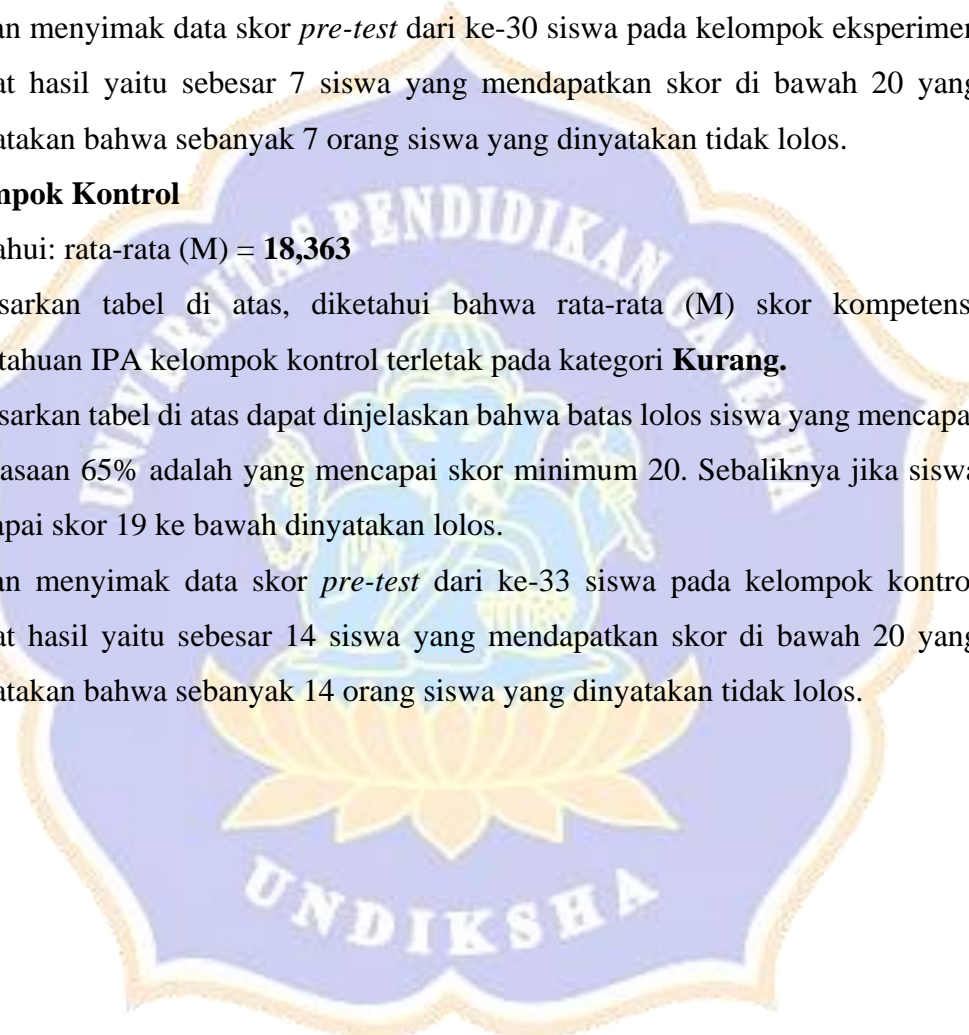 an menyimak data skor pre-test dari ke-30 siswa pada kelompok eksperimen
at hasil yaitu sebesar 7 siswa yang mendapatkan skor di bawah 20 yang
atakan bahwa sebanyak 7 orang siswa yang dinyatakan tidak lolos.
mpok Kontrol
ahui: rata-rata (M) = 18,363
sarkan tabel di atas, diketahui bahwa rata-rata (M) skor kompetens
tahuan IPA kelompok kontrol terletak pada kategori Kurang.
sarkan tabel di atas dapat dinjelaskan bahwa batas lolos siswa yang mencapa
asaan 65% adalah yang mencapai skor minimum 20. Sebaliknya jika siswa
apai skor 19 ke bawah dinyatakan lolos.
an menyimak data skor pre-test dari ke-33 siswa pada kelompok kontro
at hasil yaitu sebesar 14 siswa yang mendapatkan skor di bawah 20 yang
atakan bahwa sebanyak 14 orang siswa yang dinyatakan tidak lolos.
UNIVERSITAS PENDIDIKAN GANESHA
UNDIKSHA